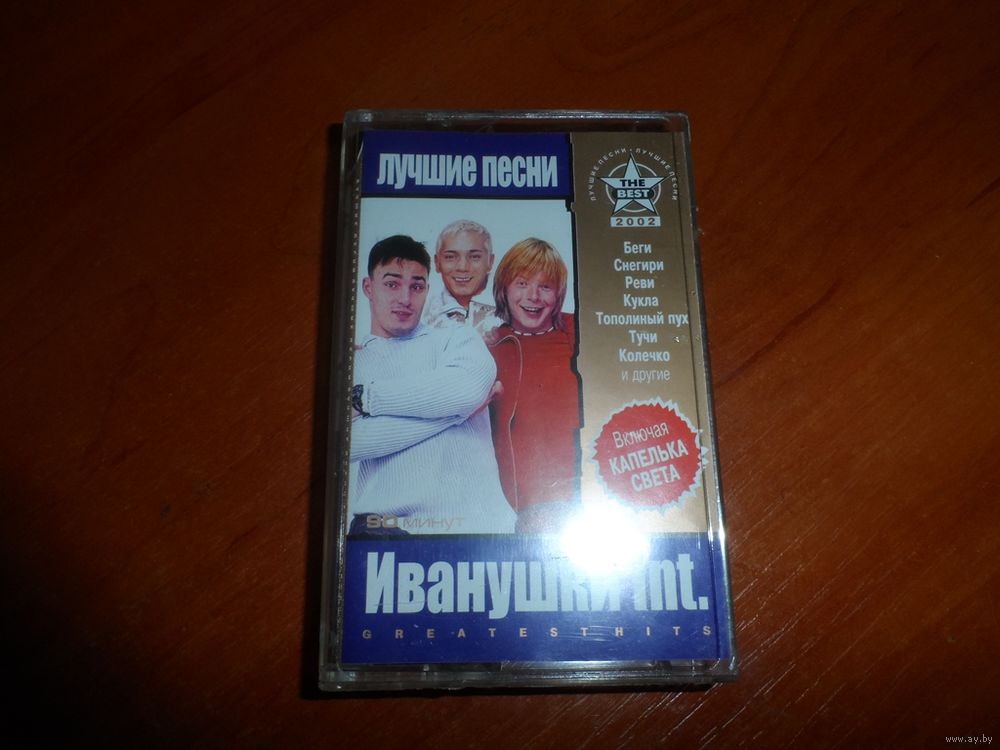 лучшие песни
ЛУЧШИЕ ПЕСНИ • ЛУЧШИЕ ПЕСНИ
THE
BEST
2002
Беги
Снегири
Реви
Кукла
Тополиный пух
Тучи
Колечко
и другие
Включая
КАПЕЛЬКА
СВЕТА
90 минут
Иванушки int.
GREATEST HITS
www.ay.by